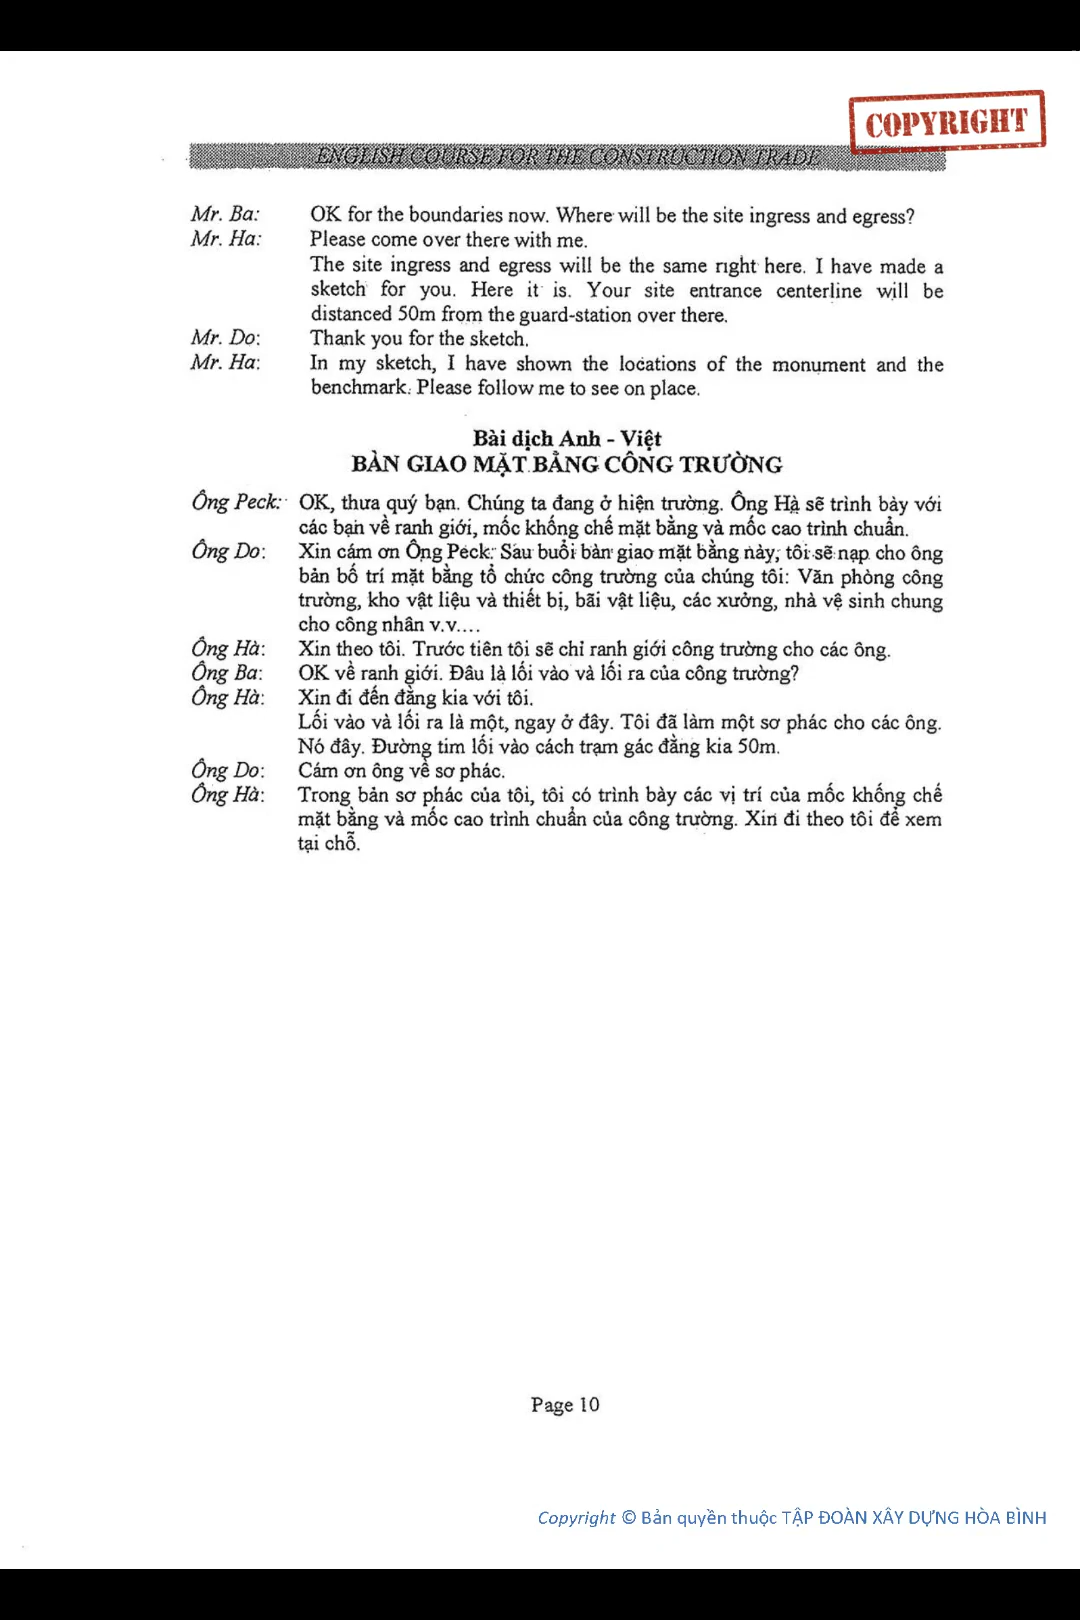 COPYRIGHT
ENGLISH COURSE FOR THE CONSTRUCTION TRADE
Mr. Ba: OK for the boundaries now. Where will be the site ingress and egress?
Mr. Ha: Please come over there with me.
The site ingress and egress will be the same right here. I have made a
sketch for you. Here it is. Your site entrance centerline will be
distanced 50m from the guard-station over there.
Mr. Do: Thank you for the sketch.
Mr. Ha: In my sketch, I have shown the locations of the monument and the
benchmark. Please follow me to see on place.
Bài dịch Anh - Việt
BÀN GIAO MẶT BẰNG CÔNG TRƯỜNG
Ông Peck: OK, thưa quý bạn. Chúng ta đang ở hiện trường. Ông Hạ sẽ trình bày với
các bạn về ranh giới, mốc khống chế mặt bằng và mốc cao trình chuẩn.
Ông Do: Xin cám ơn Ông Peck. Sau buổi bàn giao mặt bằng này, tôi sẽ nạp cho ông
bản bố trí mặt bằng tổ chức công trường của chúng tôi: Văn phòng công
trường, kho vật liệu và thiết bị, bãi vật liệu, các xưởng, nhà vệ sinh chung
cho công nhân v.v....
Ông Hà: Xin theo tôi. Trước tiên tôi sẽ chỉ ranh giới công trường cho các ông.
Ông Ba: OK về ranh giới. Đâu là lối vào và lối ra của công trường?
Ông Hà: Xin đi đến đằng kia với tôi.
Lối vào và lối ra là một, ngay ở đây. Tôi đã làm một sơ phác cho các ông.
Nó đây. Đường tim lối vào cách trạm gác đằng kia 50m.
Ông Do: Cám ơn ông về sơ phác.
Ông Hà: Trong bản sơ phác của tôi, tôi có trình bày các vị trí của mốc khống chế
mặt bằng và mốc cao trình chuẩn của công trường. Xin đi theo tôi để xem
tại chỗ.
Page 10
Copyright © Bản quyền thuộc TẬP ĐOÀN XÂY DỰNG HÒA BÌNH